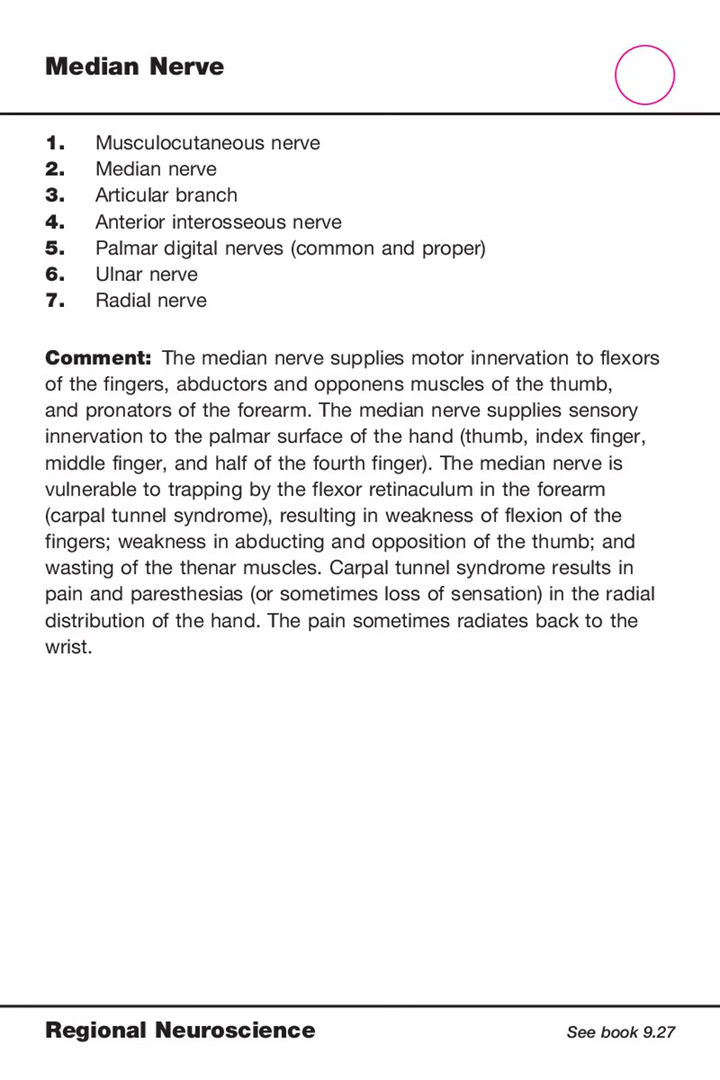 Median Nerve
1. Musculocutaneous nerve
2. Median nerve
3. Articular branch
4. Anterior interosseous nerve
5. Palmar digital nerves (common and proper)
6. Ulnar nerve
7. Radial nerve
Comment: The median nerve supplies motor innervation to flexors
of the fingers, abductors and opponens muscles of the thumb,
and pronators of the forearm. The median nerve supplies sensory
innervation to the palmar surface of the hand (thumb, index finger,
middle finger, and half of the fourth finger). The median nerve is
vulnerable to trapping by the flexor retinaculum in the forearm
(carpal tunnel syndrome), resulting in weakness of flexion of the
fingers; weakness in abducting and opposition of the thumb; and
wasting of the thenar muscles. Carpal tunnel syndrome results in
pain and paresthesias (or sometimes loss of sensation) in the radial
distribution of the hand. The pain sometimes radiates back to the
wrist.
Regional Neuroscience
See book 9.27